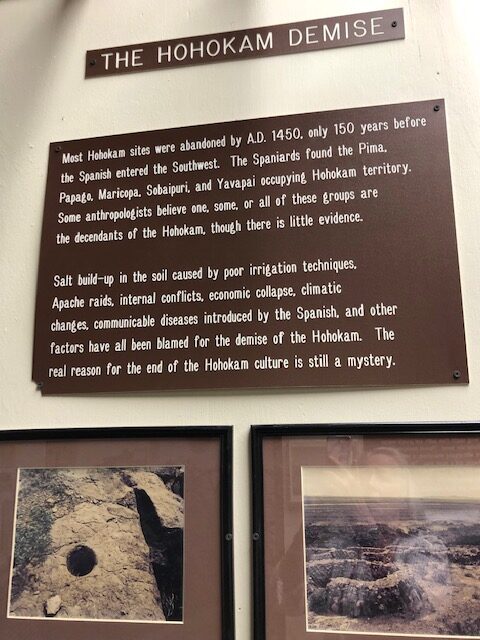 THE HOHOKAM DEMISE
Most Hohokam sites were abandoned by A.D. 1450, only 150 years before
the Spanish entered the Southwest. The Spaniards found the Pima,
Papago, Maricopa, Sobaipuri, and Yavapai occupying Hohokam territory.
Some anthropologists believe one, some, or all of these groups are
the decendants of the Hohokam, though there is little evidence.
Salt build-up in the soil caused by poor irrigation techniques,
Apache raids, internal conflicts, economic collapse, climatic
changes, communicable diseases introduced by the Spanish, and other
factors have all been blamed for the demise of the Hohokam. The
real reason for the end of the Hohokam culture is still a mystery.